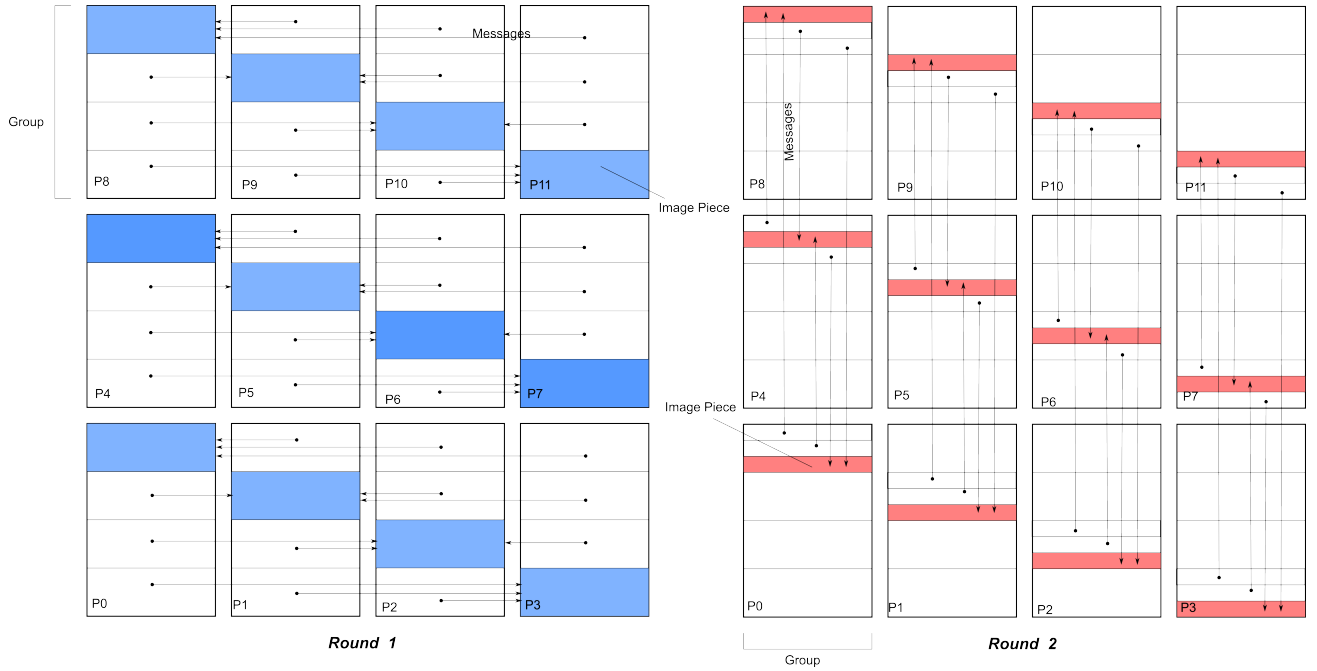 Messages
Group
P8
P9
P10
P11
Image Piece
P4
P5
P6
P7
P0
P1
P2
P3
Round 1
Messages
P8
P9
P10
P11
P4
P5
P6
P7
Image Piece
P0
P1
P2
P3
Group
Round 2